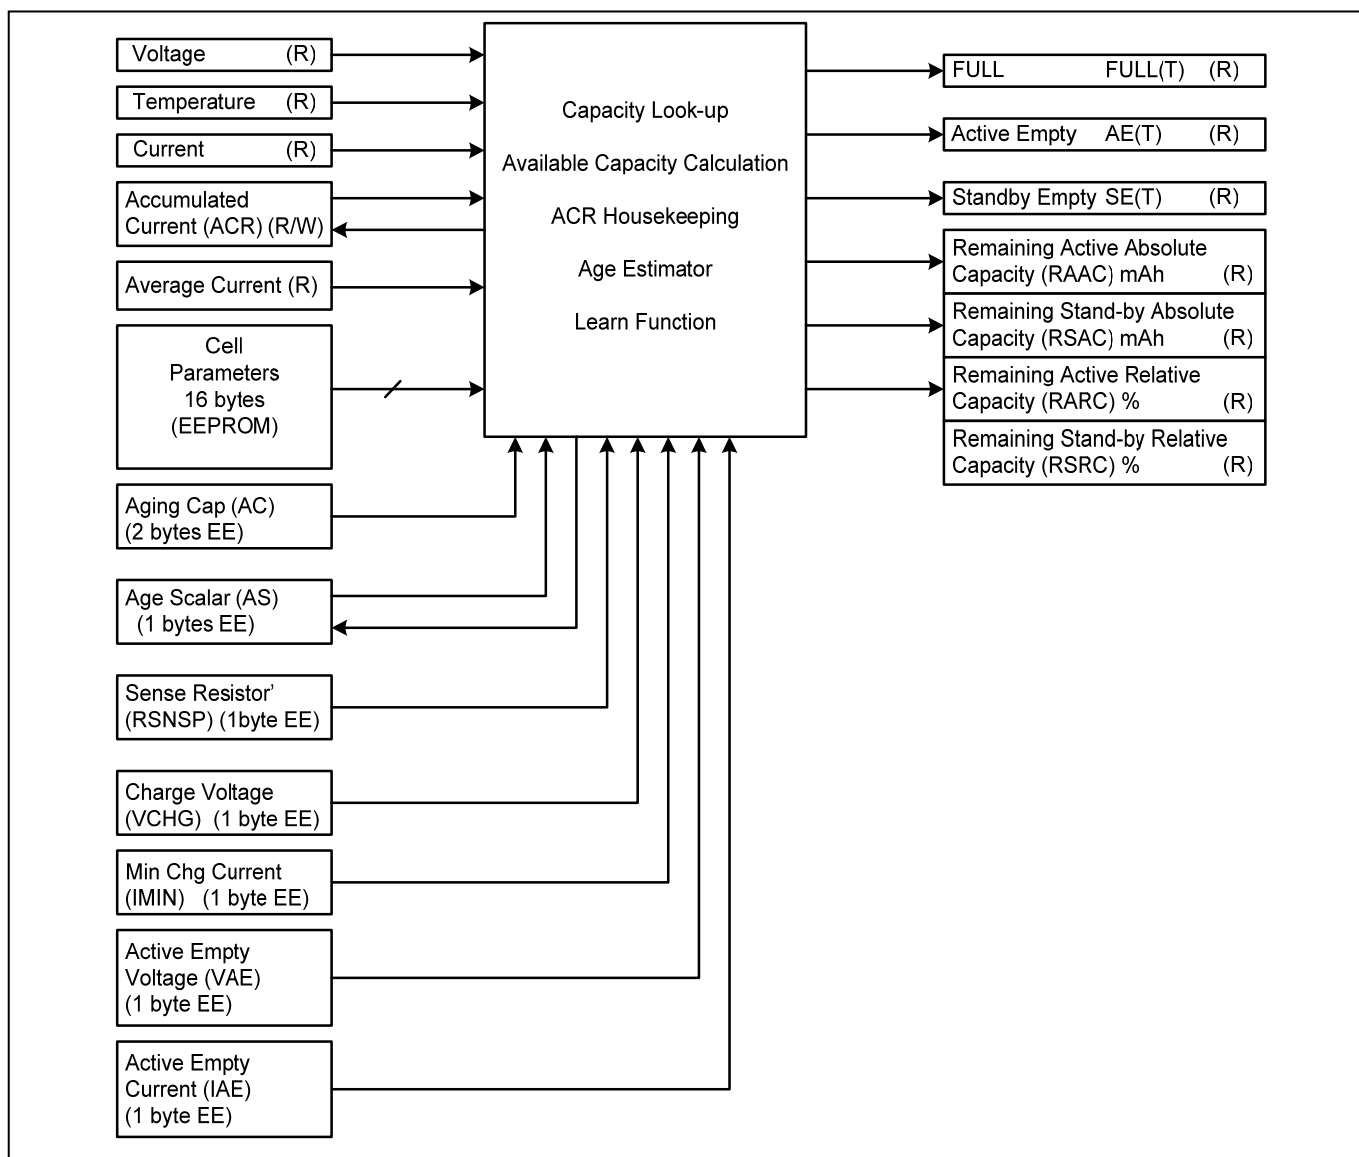 Voltage (R)
Temperature (R)
Current (R)
Accumulated
Current (ACR) (R/W)
Average Current (R)
Cell
Parameters
16 bytes
(EEPROM)
Aging Cap (AC)
(2 bytes EE)
Age Scalar (AS)
(1 bytes EE)
Sense Resistor’
(RSNSP) (1byte EE)
Charge Voltage
(VCHG) (1 byte EE)
Min Chg Current
(IMIN) (1 byte EE)
Active Empty
Voltage (VAE)
(1 byte EE)
Active Empty
Current (IAE)
(1 byte EE)
Capacity Look-up
Available Capacity Calculation
ACR Housekeeping
Age Estimator
Learn Function
FULL FULL(T) (R)
Active Empty AE(T) (R)
Standby Empty SE(T) (R)
Remaining Active Absolute
Capacity (RAAC) mAh (R)
Remaining Stand-by Absolute
Capacity (RSAC) mAh (R)
Remaining Active Relative
Capacity (RARC) % (R)
Remaining Stand-by Relative
Capacity (RSRC) % (R)